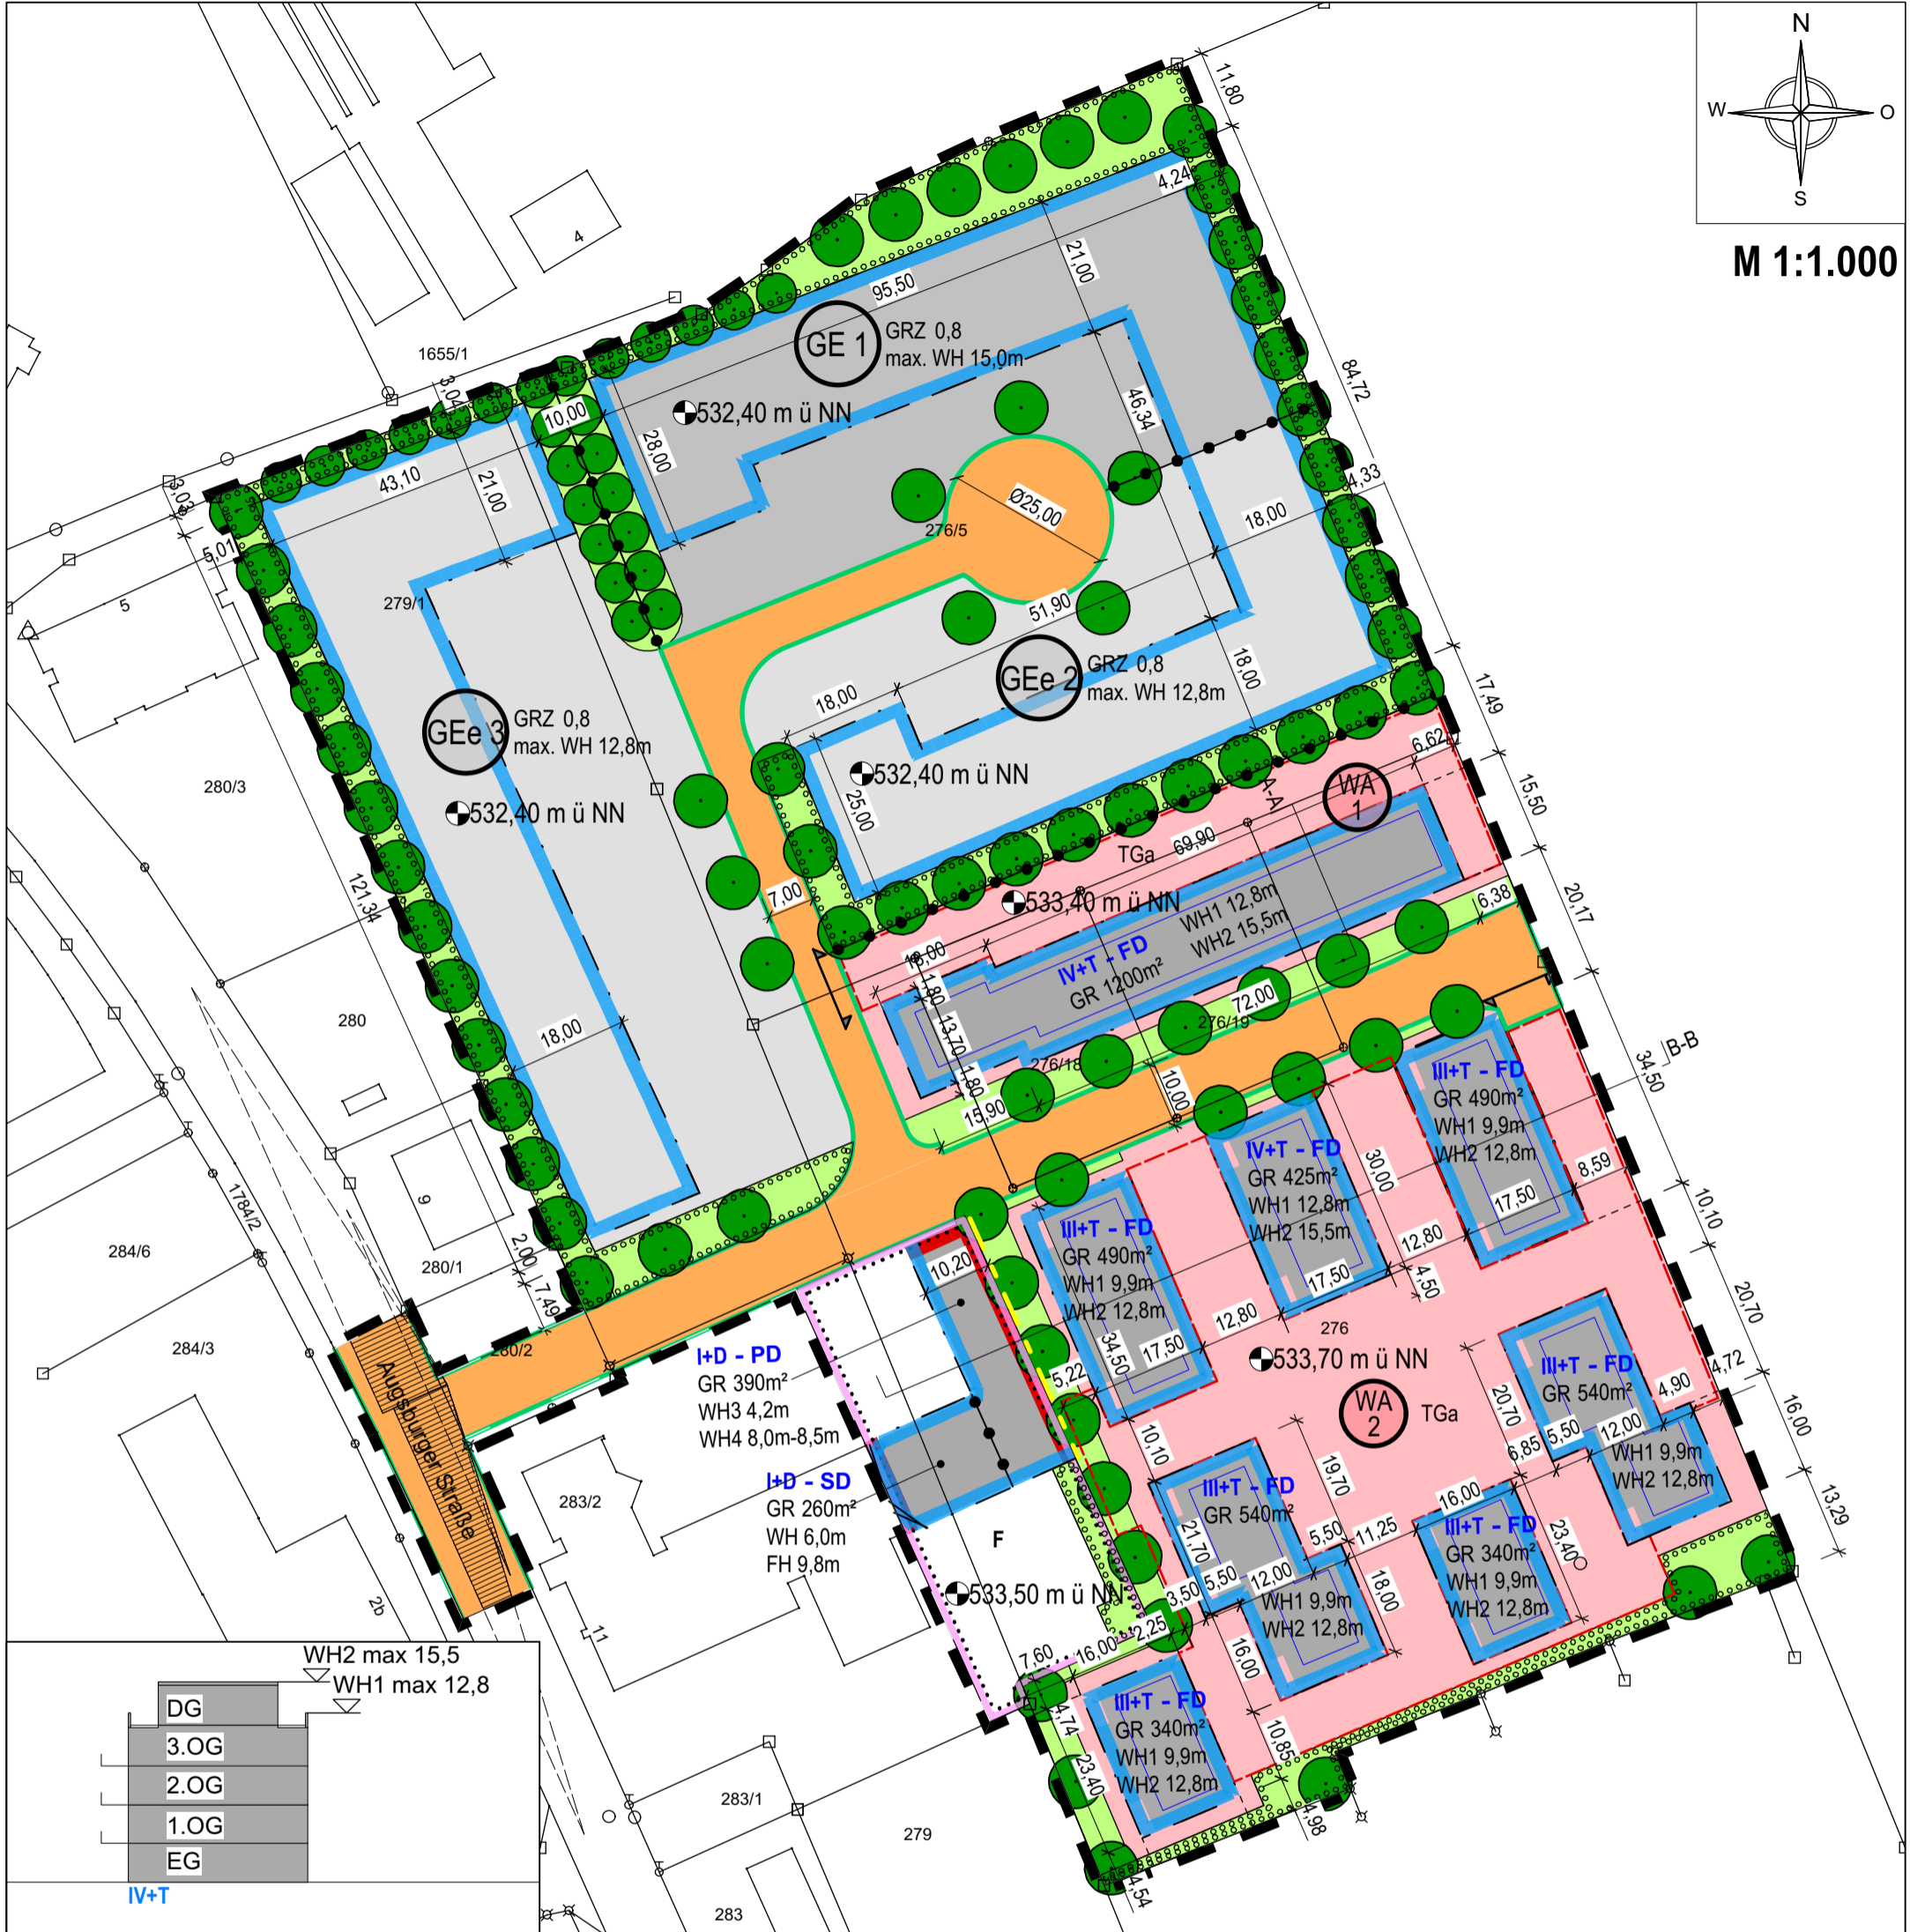 N
W
O
S
M 1:1.000
11,80
4,24
21,00
95,50
GE 1
GRZ 0,8
max. WH 15,0m
4
1655/1
3,04
10,00
532,40 m ü NN
28,00
46,34
84,72
43,10
21,00
3,03
5,01
4,33
18,00
Ø25,00
276/5
5
279/1
51,90
GEe 2
GRZ 0,8
max. WH 12,8m
18,00
18,00
17,49
GEe 3
GRZ 0,8
max. WH 12,8m
532,40 m ü NN
532,40 m ü NN
25,00
280/3
6,62
A-A
WA
1
15,50
TGa
69,90
121,34
7,00
533,40 m ü NN
WH1 12,8m
WH2 15,5m
6,38
20,17
IV+T - FD
GR 1200m²
18,00
1,80
13,70
1,80
72,00
276/19
276/18
280
18,00
15,90
10,00
B-B
34,50
III+T - FD
GR 490m²
WH1 9,9m
WH2 12,8m
IV+T - FD
GR 425m²
WH1 12,8m
WH2 15,5m
30,00
8,59
17,50
9
1784/2
284/6
280/1
2,00
7,49
III+T - FD
GR 490m²
WH1 9,9m
WH2 12,8m
10,20
12,80
4,50
17,50
10,10
12,80
276
34,50
17,50
284/3
280/2
Augsburger Straße
I+D - PD
GR 390m²
WH3 4,2m
WH4 8,0m-8,5m
5,22
533,70 m ü NN
WA
2
TGa
20,70
III+T - FD
GR 540m²
4,90
4,72
20,70
12,00
5,50
6,85
WH1 9,9m
WH2 12,8m
16,00
10,10
19,70
I+D - SD
GR 260m²
WH 6,0m
FH 9,8m
283/2
III+T - FD
GR 540m²
21,70
5,50
11,25
16,00
III+T - FD
GR 340m²
WH1 9,9m
WH2 12,8m
23,40
13,29
F
533,50 m ü NN
3,50
5,50
12,00
WH1 9,9m
WH2 12,8m
18,00
2b
11
2,25
16,00
7,60
16,00
4,74
23,40
III+T - FD
GR 340m²
WH1 9,9m
WH2 12,8m
10,85
4,98
4,54
283/1
279
283
WH2 max 15,5
WH1 max 12,8
DG
3.OG
2.OG
1.OG
EG
IV+T